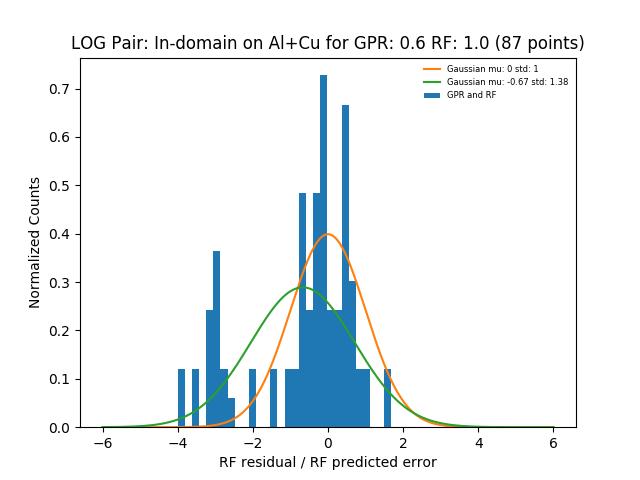 LOG Pair: In-domain on Al+Cu for GPR: 0.6 RF: 1.0 (87 points)
Gaussian mu: 0 std: 1
Gaussian mu: -0.67 std: 1.38
GPR and RF
Normalized Counts
0.7
0.6
0.5
0.4
0.3
0.2
0.1
0.0
−6 −4 −2 0 2 4 6
RF residual / RF predicted error